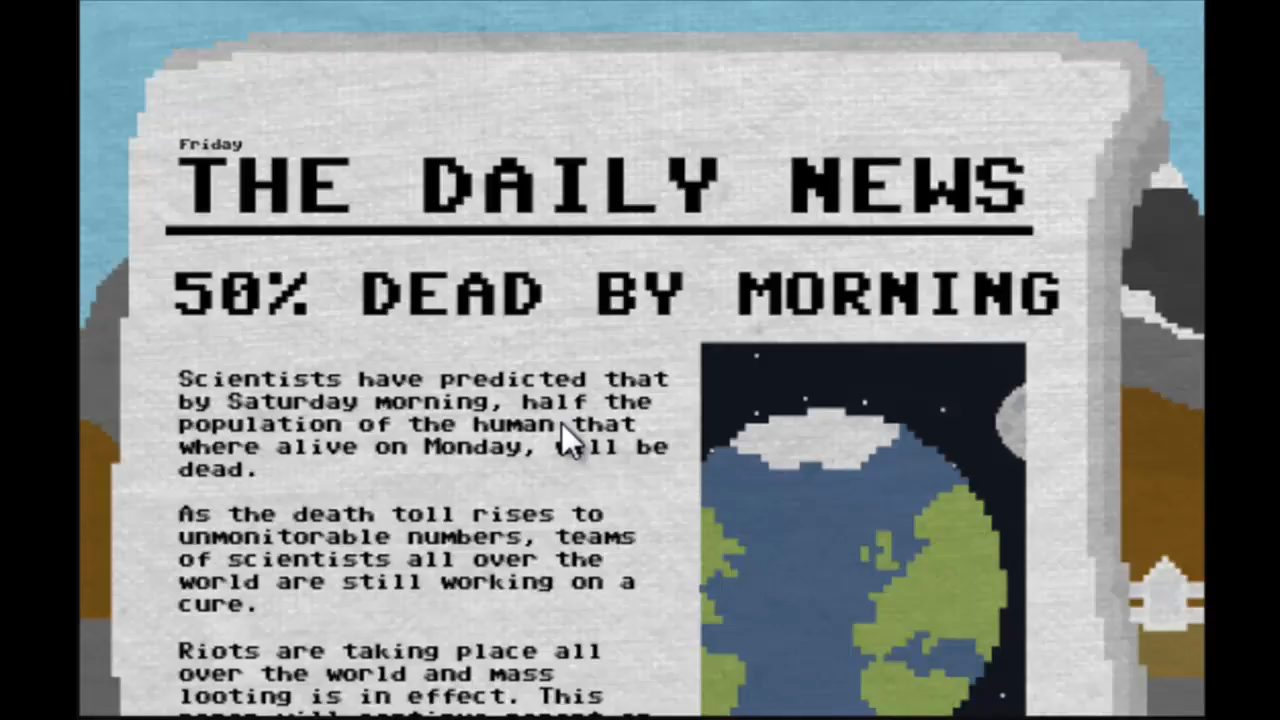 Friday
THE DAILY NEWS
50% DEAD BY MORNING
Scientists have predicted that
by Saturday morning, half the
population of the human that
where alive on Monday, will be
dead.
As the death toll rises to
unmonitorable numbers, teams
of scientists all over the
world are still working on a
cure.
Riots are taking place all
over the world and mass
looting is in effect. This